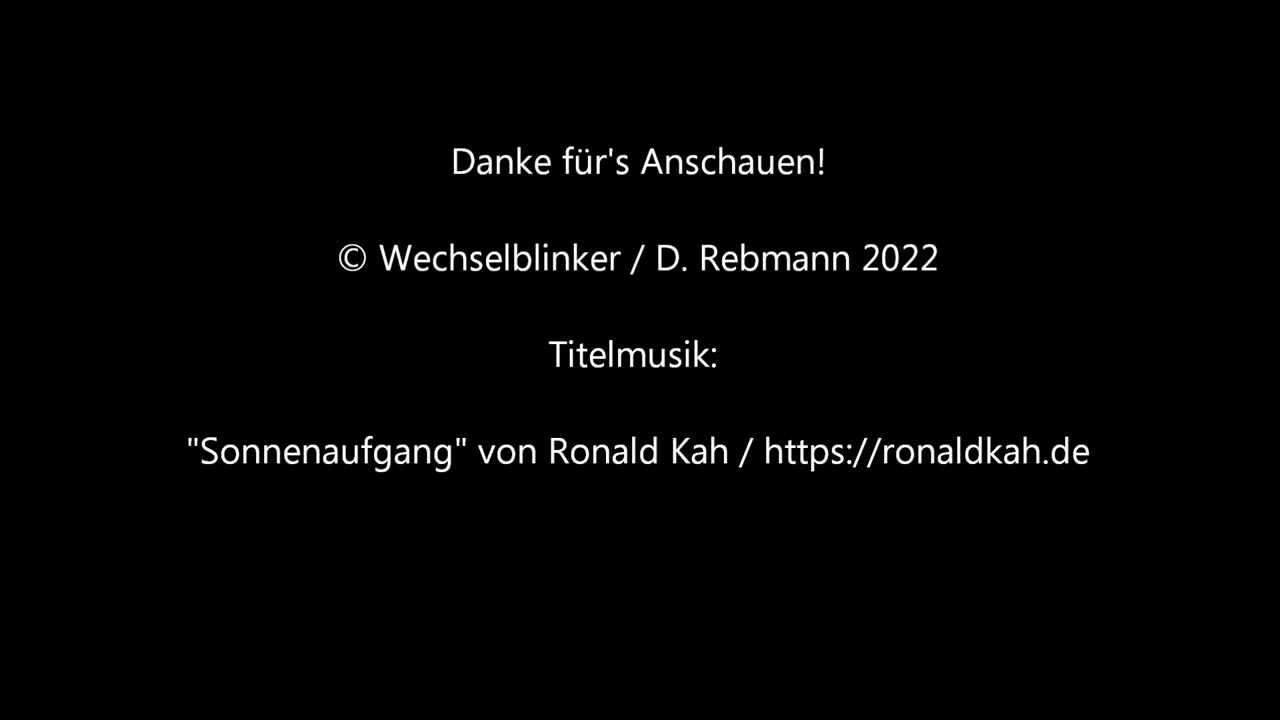 Danke für's Anschauen!
© Wechselblinker / D. Rebmann 2022
Titelmusik:
"Sonnenaufgang" von Ronald Kah / https://ronaldkah.de